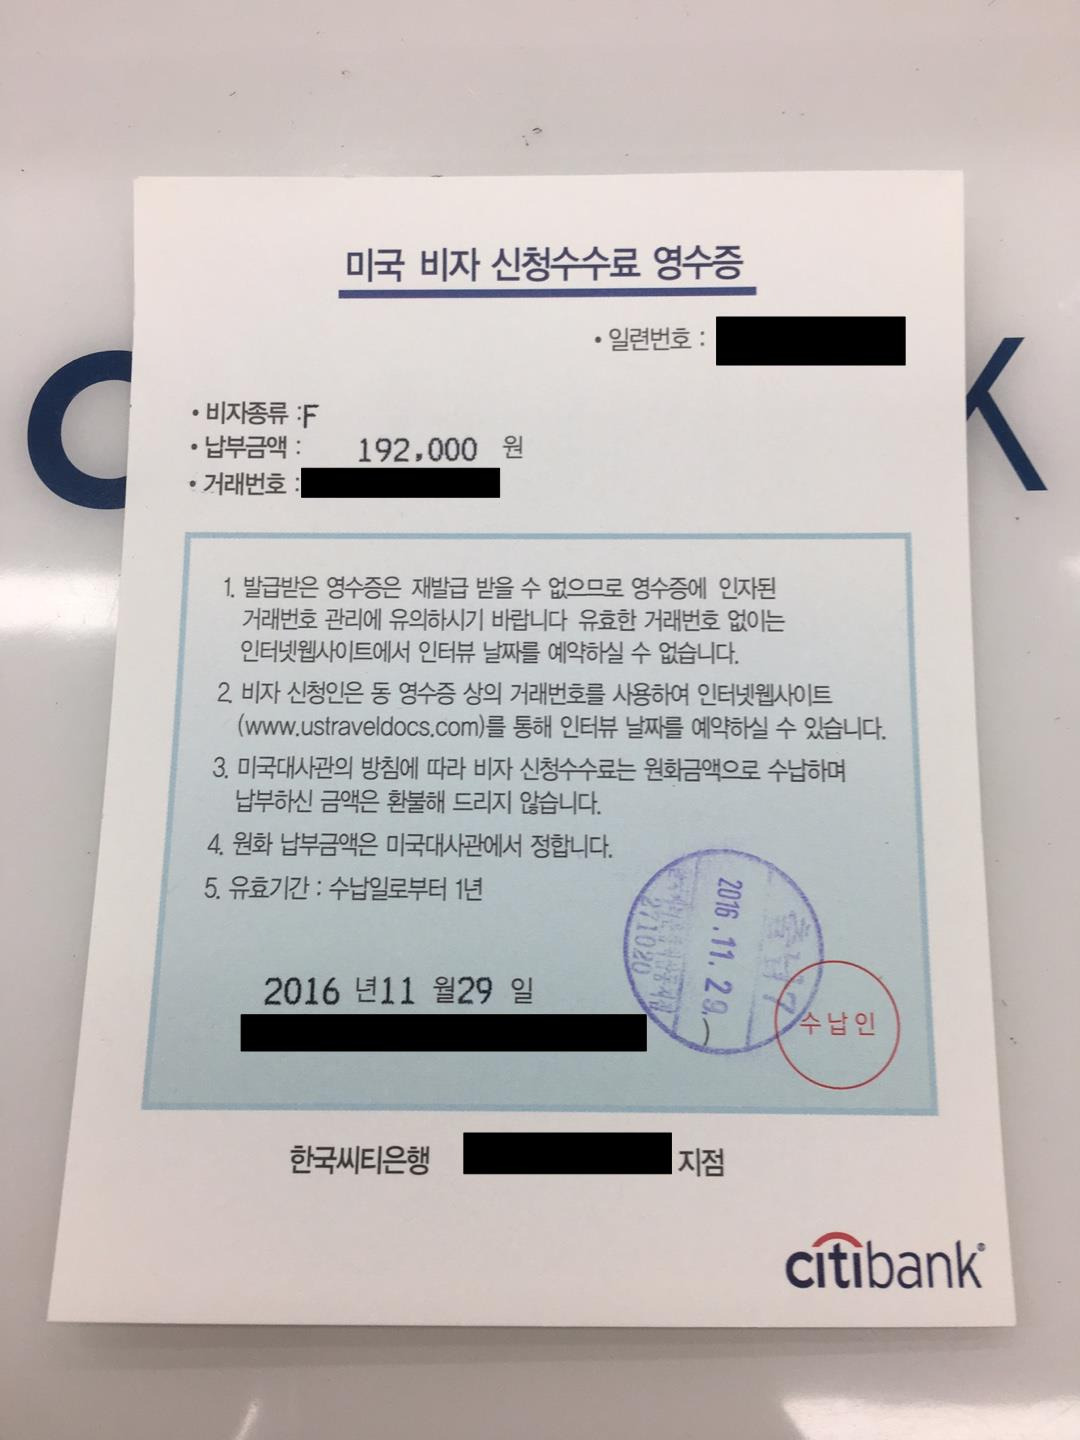 미국 비자 신청수수료 영수증
• 일련번호 :
• 비자종류 : F
• 납부금액 : 192,000 원
• 거래번호 :
1. 발급받은 영수증은 재발급 받을 수 없으므로 영수증에 인자된
거래번호 관리에 유의하시기 바랍니다 유효한 거래번호 없이는
인터넷웹사이트에서 인터뷰 날짜를 예약하실 수 없습니다.
2. 비자 신청인은 동 영수증 상의 거래번호를 사용하여 인터넷웹사이트
(www.ustraveldocs.com)를 통해 인터뷰 날짜를 예약하실 수 있습니다.
3. 미국대사관의 방침에 따라 비자 신청수수료는 원화금액으로 수납하며
납부하신 금액은 환불해 드리지 않습니다.
4. 원화 납부금액은 미국대사관에서 정합니다.
5. 유효기간 : 수납일로부터 1년
2016 년 11 월 29 일
2016.11.29.
271020
수납인
한국씨티은행 지점
citibank®